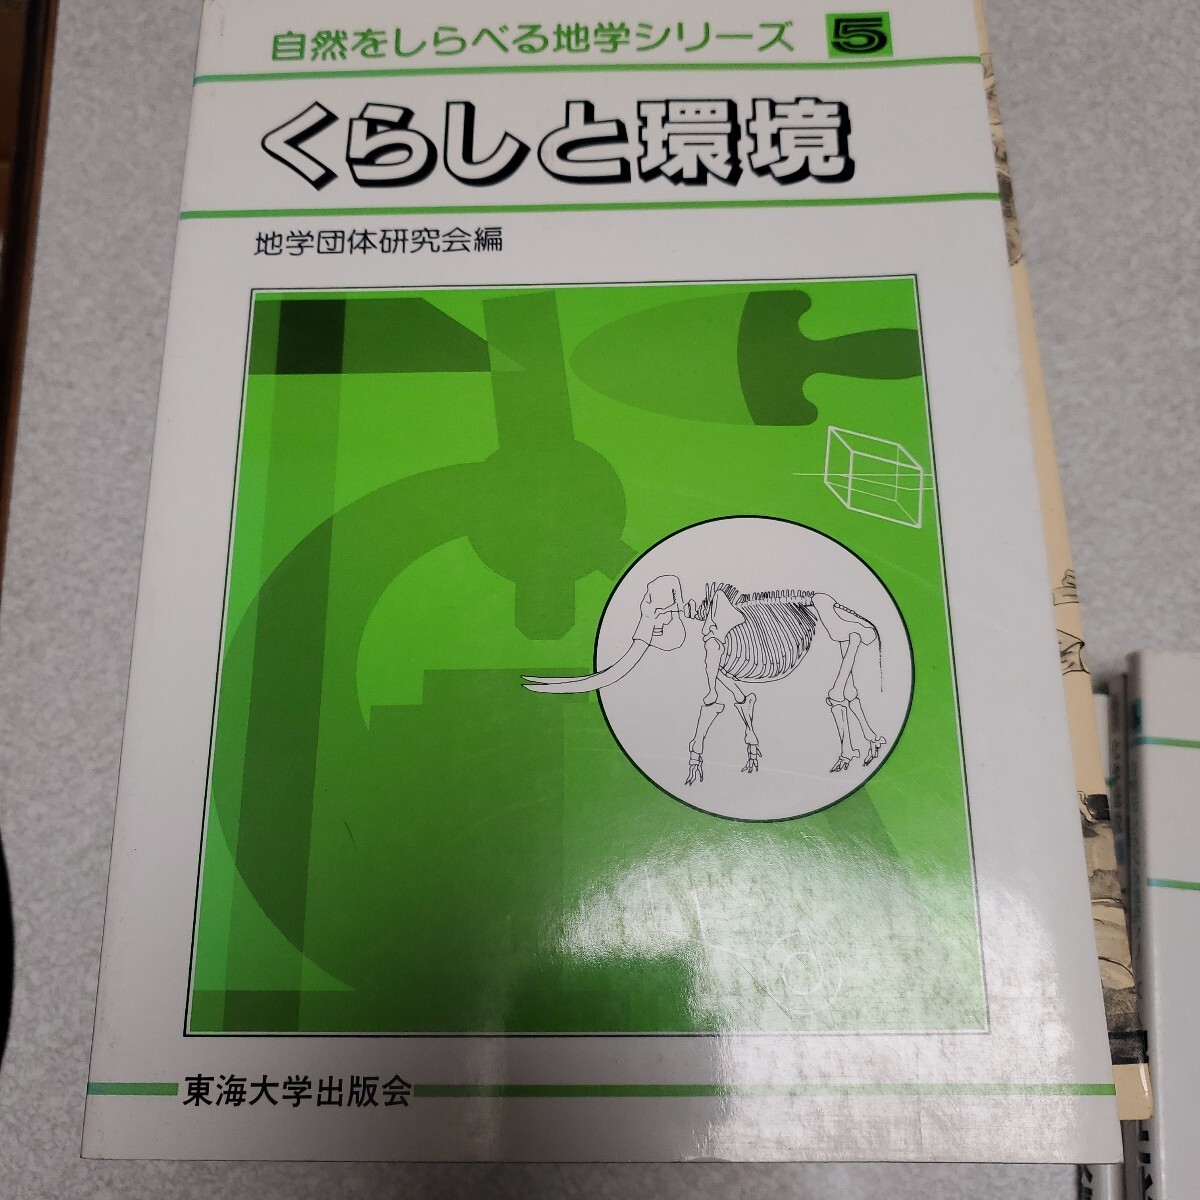 自然をしらべる地学シリーズ 5
くらしと環境
地学団体研究会編
東海大学出版会